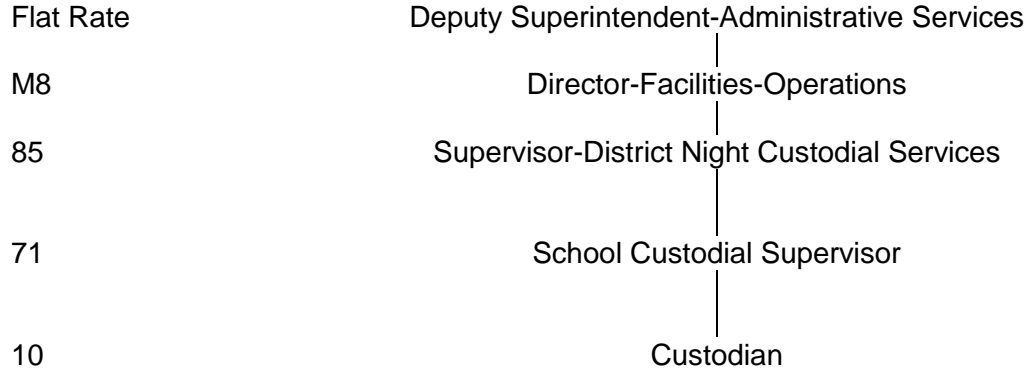 Flat Rate Deputy Superintendent-Administrative Services
M8 Director-Facilities-Operations
85 Supervisor-District Night Custodial Services
71 School Custodial Supervisor
10 Custodian